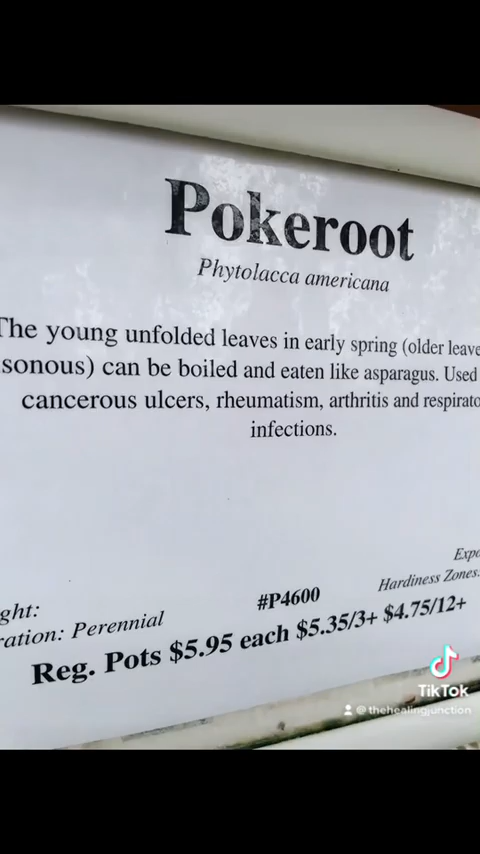 Pokeroot
Phytolacca americana
The young unfolded leaves in early spring (older leave
sonous) can be boiled and eaten like asparagus. Used
cancerous ulcers, rheumatism, arthritis and respirato
infections.
Expo
ght:
#P4600
Hardiness Zones:
ration: Perennial
Reg. Pots $5.95 each $5.35/3+ $4.75/12+
TikTok
@thehealingjunction